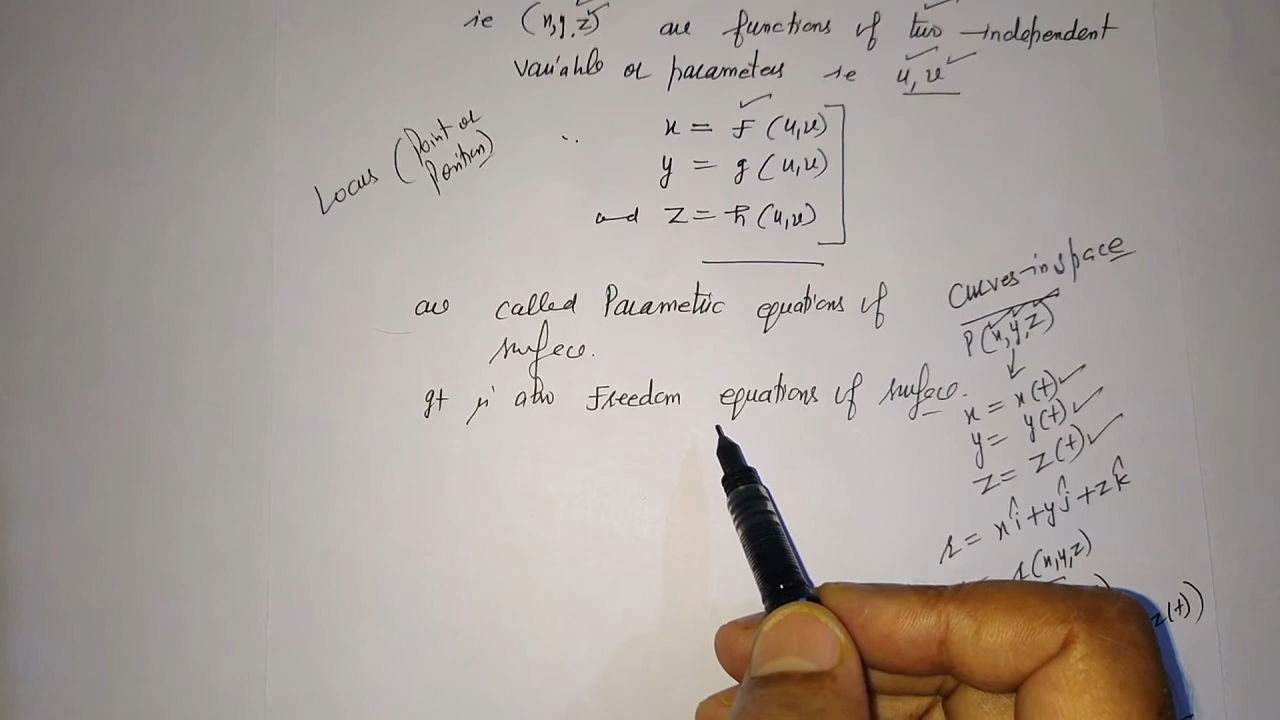 ie (x,y,z) are functions of two independent
variable or parameters ie u,v
Locus (Point or
Position)
∴ x = f (u,v)
y = g (u,v)
and z = h (u,v)
are called Parametric equations of
surface.
It is also Freedom equations of surface.
Curves in space
P(x,y,z)
x = x(t)
y = y(t)
z = z(t)
r = xî+yĵ+zk̂
r(x,y,z)
z(t))